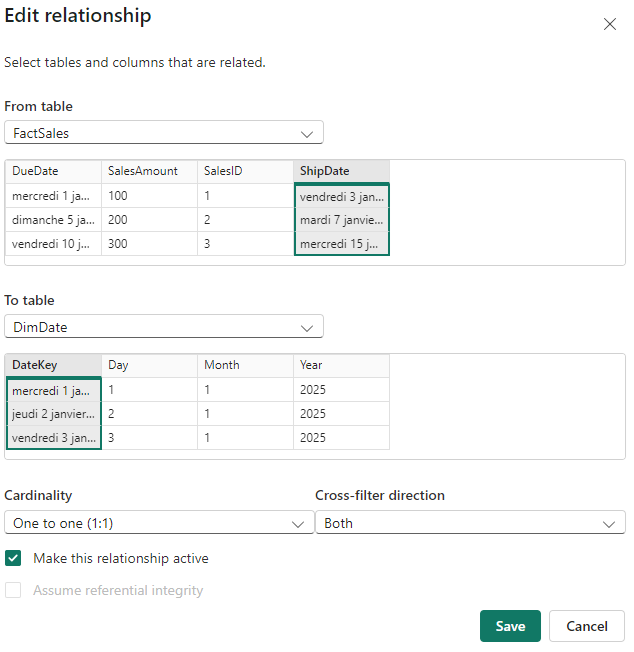 Edit relationship
Select tables and columns that are related.
From table
FactSales
DueDate SalesAmount SalesID ShipDate
mercredi 1 ja... 100 1 vendredi 3 jan...
dimanche 5 ja... 200 2 mardi 7 janvie...
vendredi 10 j... 300 3 mercredi 15 j...
To table
DimDate
DateKey Day Month Year
mercredi 1 ja... 1 1 2025
jeudi 2 janvier... 2 1 2025
vendredi 3 jan... 3 1 2025
Cardinality Cross-filter direction
One to one (1:1) Both
Make this relationship active
Assume referential integrity
Save Cancel